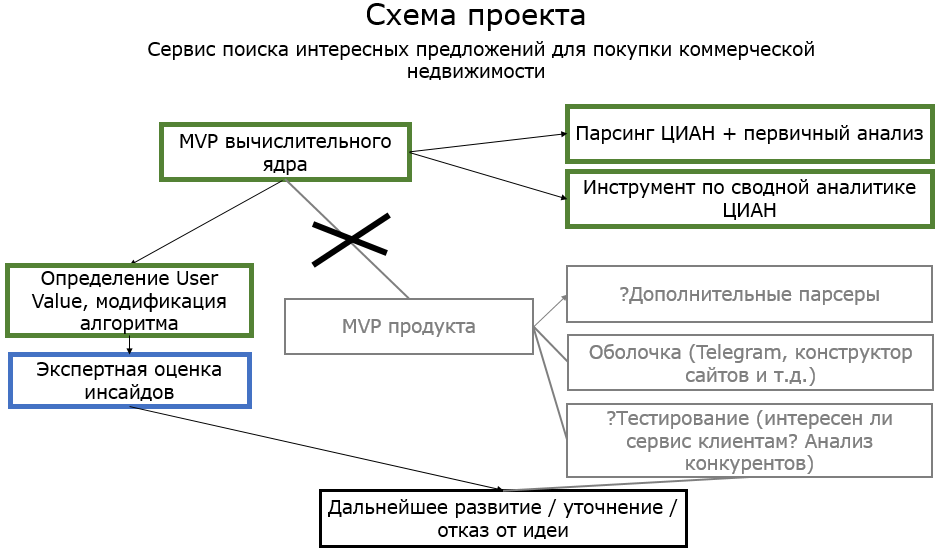 Схема проекта
Сервис поиска интересных предложений для покупки коммерческой
недвижимости
MVP вычислительного
ядра
Парсинг ЦИАН + первичный анализ
Инструмент по сводной аналитике
ЦИАН
Определение User
Value, модификация
алгоритма
MVP продукта
?Дополнительные парсеры
Оболочка (Telegram, конструктор
сайтов и т.д.)
Экспертная оценка
инсайдов
?Тестирование (интересен ли
сервис клиентам? Анализ
конкурентов)
Дальнейшее развитие / уточнение /
отказ от идеи